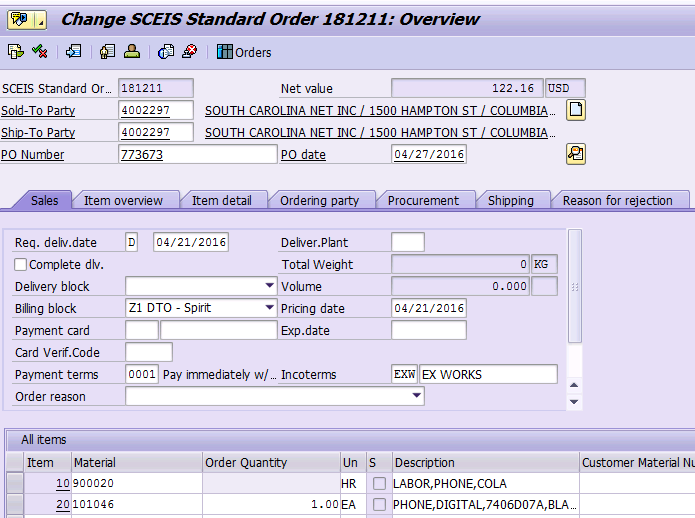 Change SCEIS Standard Order 181211: Overview
Orders
SCEIS Standard Or... 181211 Net value 122.16 USD
Sold-To Party 4002297 SOUTH CAROLINA NET INC / 1500 HAMPTON ST / COLUMBIA...
Ship-To Party 4002297 SOUTH CAROLINA NET INC / 1500 HAMPTON ST / COLUMBIA...
PO Number 773673 PO date 04/27/2016
Sales Item overview Item detail Ordering party Procurement Shipping Reason for rejection
Req. deliv.date D 04/21/2016 Deliver.Plant
Complete dlv. Total Weight 0 KG
Delivery block Volume 0.000
Billing block Z1 DTO - Spirit Pricing date 04/21/2016
Payment card Exp.date
Card Verif.Code
Payment terms 0001 Pay immediately w/... Incoterms EXW EX WORKS
Order reason
All items
Item Material Order Quantity Un S Description Customer Material Nu
10 900020 HR LABOR,PHONE,COLA
20 101046 1.00 EA PHONE,DIGITAL,7406D07A,BLA...